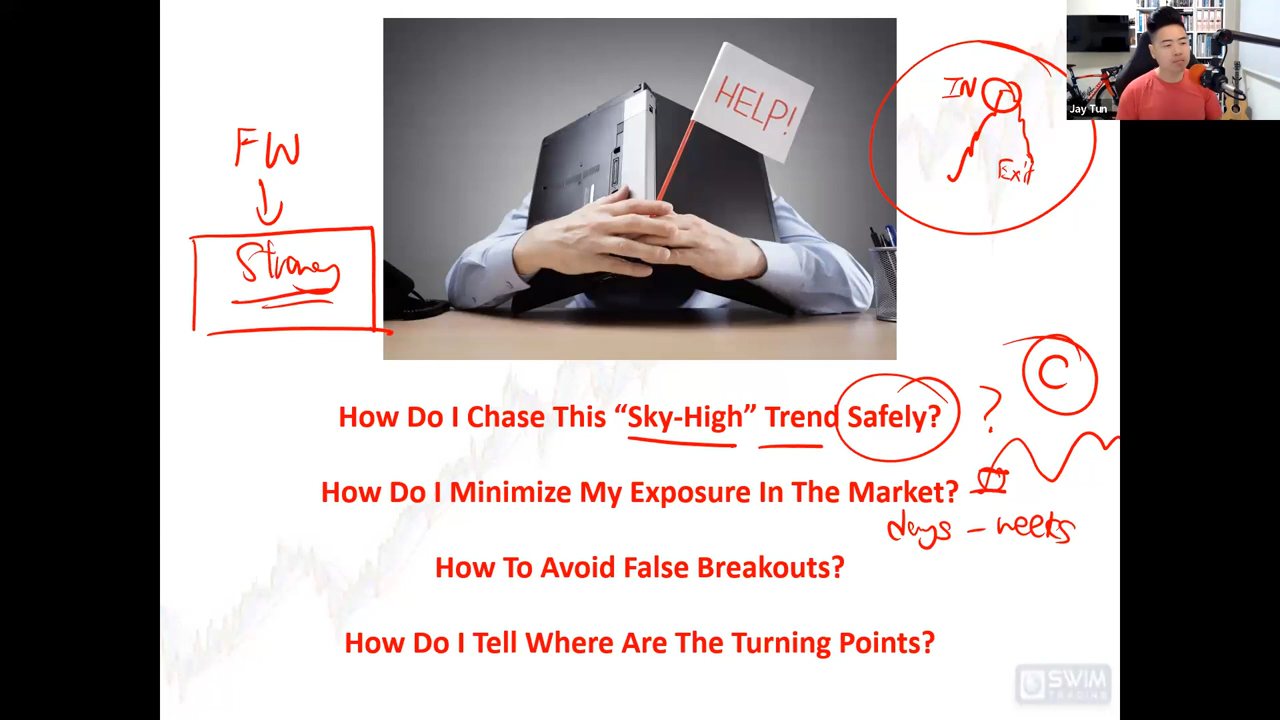 Jay Tun
IN
Exit
HELP!
FW
Strong
C
How Do I Chase This “Sky-High” Trend Safely?
?
How Do I Minimize My Exposure In The Market?
days - weeks
How To Avoid False Breakouts?
How Do I Tell Where Are The Turning Points?
SWIM
TRADING